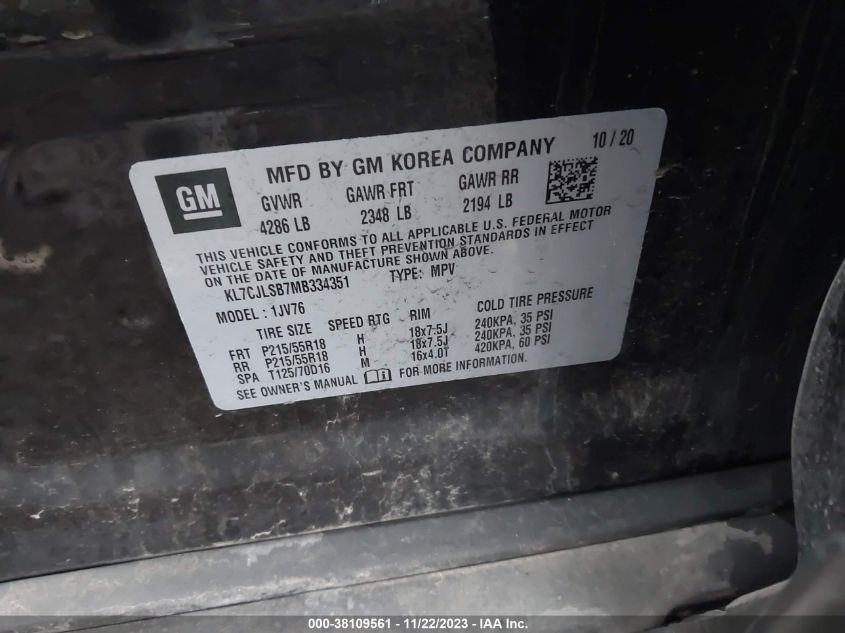 GM
MFD BY GM KOREA COMPANY 10 / 20
GVWR GAWR FRT GAWR RR
4286 LB 2348 LB 2194 LB
THIS VEHICLE CONFORMS TO ALL APPLICABLE U.S. FEDERAL MOTOR
VEHICLE SAFETY AND THEFT PREVENTION STANDARDS IN EFFECT
ON THE DATE OF MANUFACTURE SHOWN ABOVE.
KL7CJLSB7MB334351 TYPE: MPV
MODEL : 1JV76
TIRE SIZE SPEED RTG RIM COLD TIRE PRESSURE
FRT P215/55R18 H 18x7.5J 240KPA, 35 PSI
RR P215/55R18 H 18x7.5J 240KPA, 35 PSI
SPA T125/70D16 M 16x4.0T 420KPA, 60 PSI
SEE OWNER'S MANUAL FOR MORE INFORMATION.
000-38109561 - 11/22/2023 - IAA Inc.